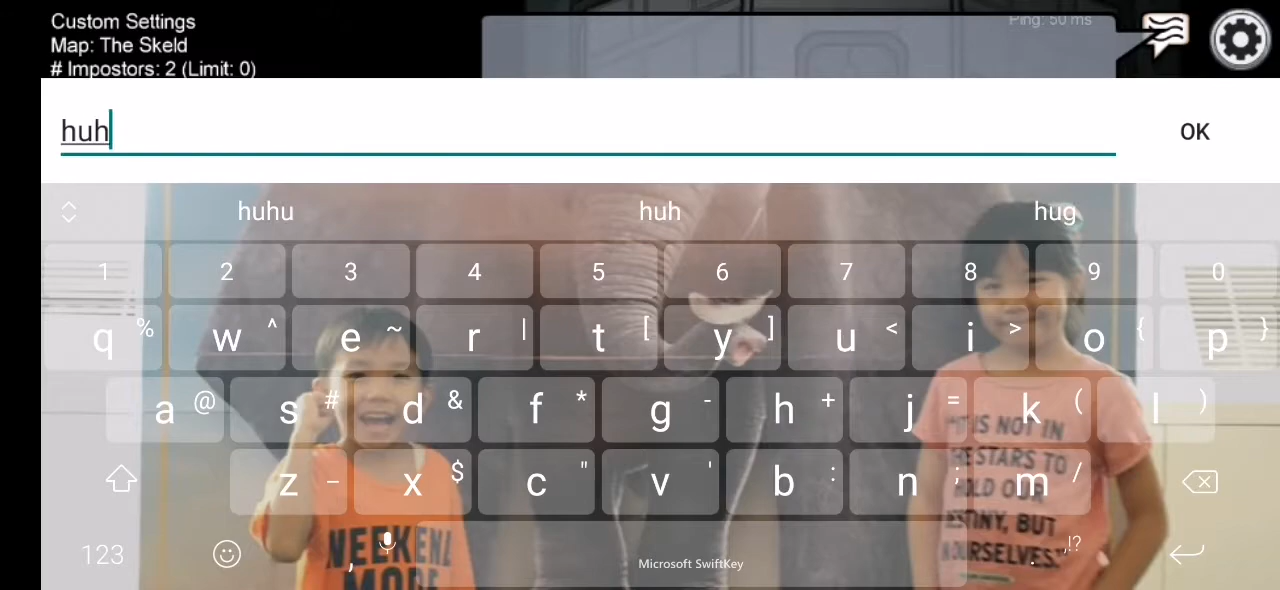 Custom Settings
Ping: 50 ms
Map: The Skeld
# Impostors: 2 (Limit: 0)
huh
OK
huhu huh hug
1 2 3 4 5 6 7 8 9 0
q % w ^ e ~ r | t [ y ] u < i > o { p }
a @ s # d & f * g - h + j = k ( l )
z _ x $ c " v ' b : n ; m /
123 , Microsoft SwiftKey . ,!?
WEEKEND
MORE
"IT IS NOT IN
THE STARS TO
HOLD OUR
DESTINY, BUT
OURSELVES."